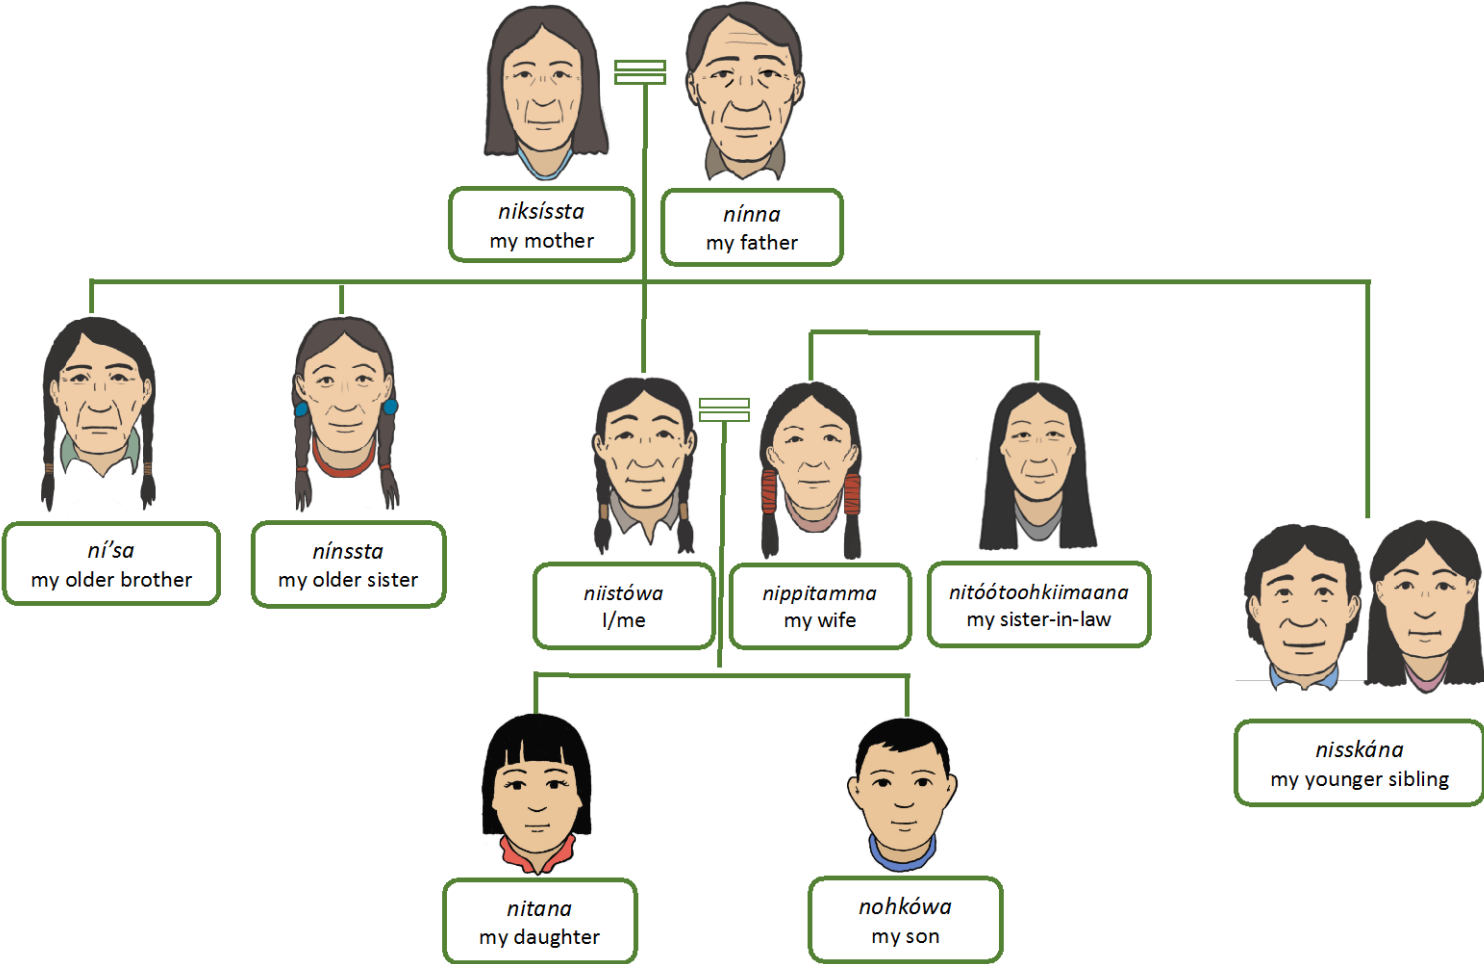 niksíssta
my mother
nínna
my father
ní’sa
my older brother
nínssta
my older sister
niistówa
I/me
nippitamma
my wife
nitóótoohkiimaana
my sister-in-law
nisskána
my younger sibling
nitana
my daughter
nohkówa
my son